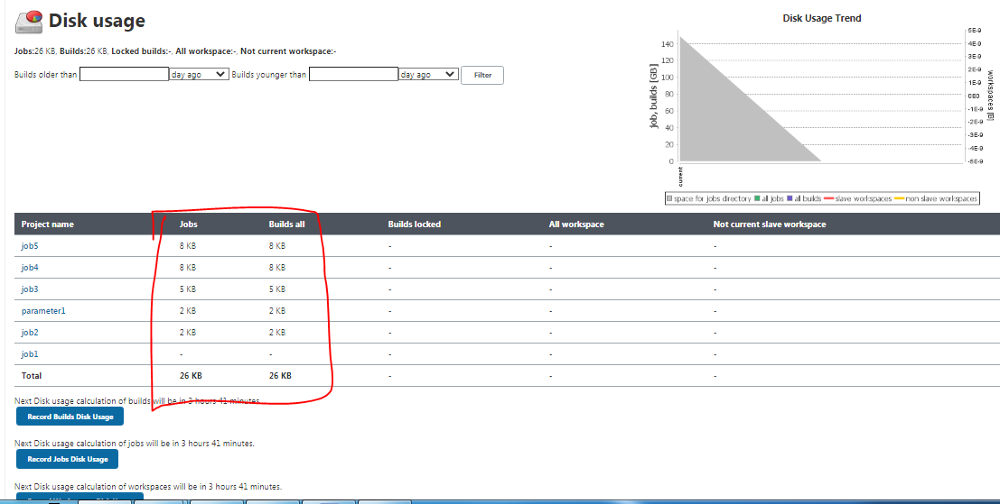 Disk usage
Jobs:26 KB, Builds:26 KB, Locked builds:-, All workspace:-, Not current workspace:-
Builds older than day ago Builds younger than day ago Filter
Disk Usage Trend
job, builds [GB]
140
120
100
80
60
40
20
0
5E-9
4E-9
3E-9
2E-9
1E-9
0E0
-1E-9
-2E-9
-3E-9
-4E-9
-5E-9
workspaces [B]
current
space for jobs directory all jobs all builds slave workspaces non slave workspaces
Project name Jobs Builds all Builds locked All workspace Not current slave workspace
job5 8 KB 8 KB - - -
job4 8 KB 8 KB - - -
job3 5 KB 5 KB - - -
parameter1 2 KB 2 KB - - -
job2 2 KB 2 KB - - -
job1 - - - - -
Total 26 KB 26 KB - - -
Next Disk usage calculation of builds will be in 3 hours 41 minutes.
Record Builds Disk Usage
Next Disk usage calculation of jobs will be in 3 hours 41 minutes.
Record Jobs Disk Usage
Next Disk usage calculation of workspaces will be in 3 hours 41 minutes.